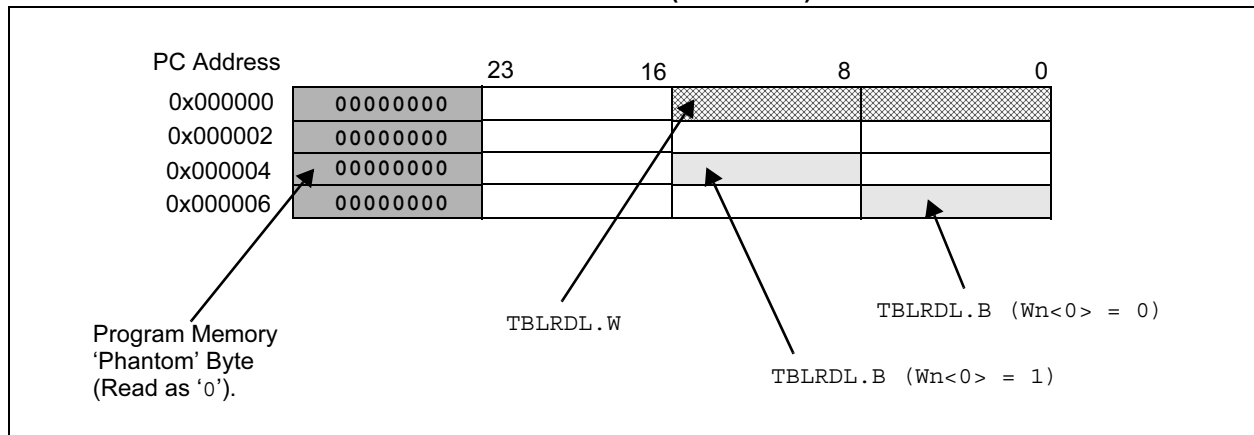 PC Address
23 16 8 0
0x000000 00000000
0x000002 00000000
0x000004 00000000
0x000006 00000000
TBLRDL.W
TBLRDL.B (Wn<0> = 0)
TBLRDL.B (Wn<0> = 1)
Program Memory
‘Phantom’ Byte
(Read as ‘0’).